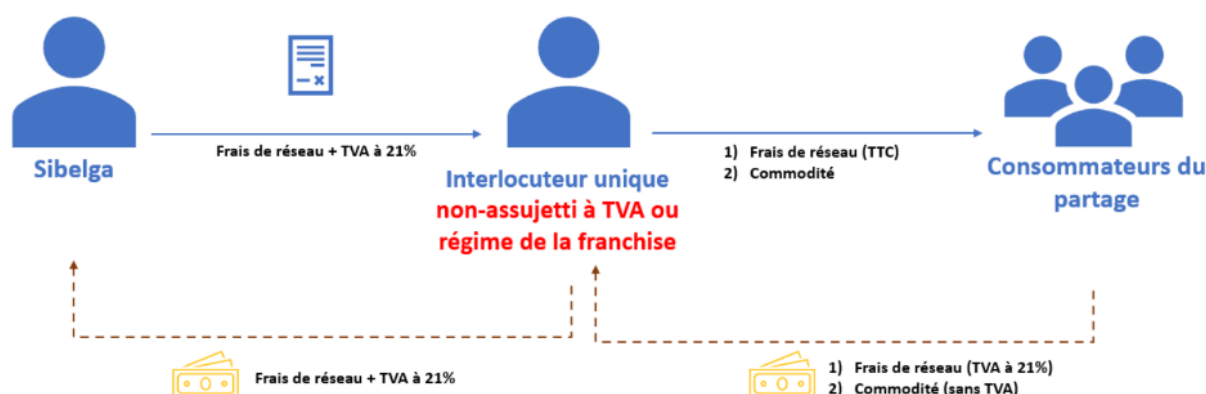 Frais de réseau + TVA à 21%
Sibelga
Interlocuteur unique
non-assujetti à TVA ou
régime de la franchise
1) Frais de réseau (TTC)
2) Commodité
Consommateurs du
partage
Frais de réseau + TVA à 21%
1) Frais de réseau (TVA à 21%)
2) Commodité (sans TVA)